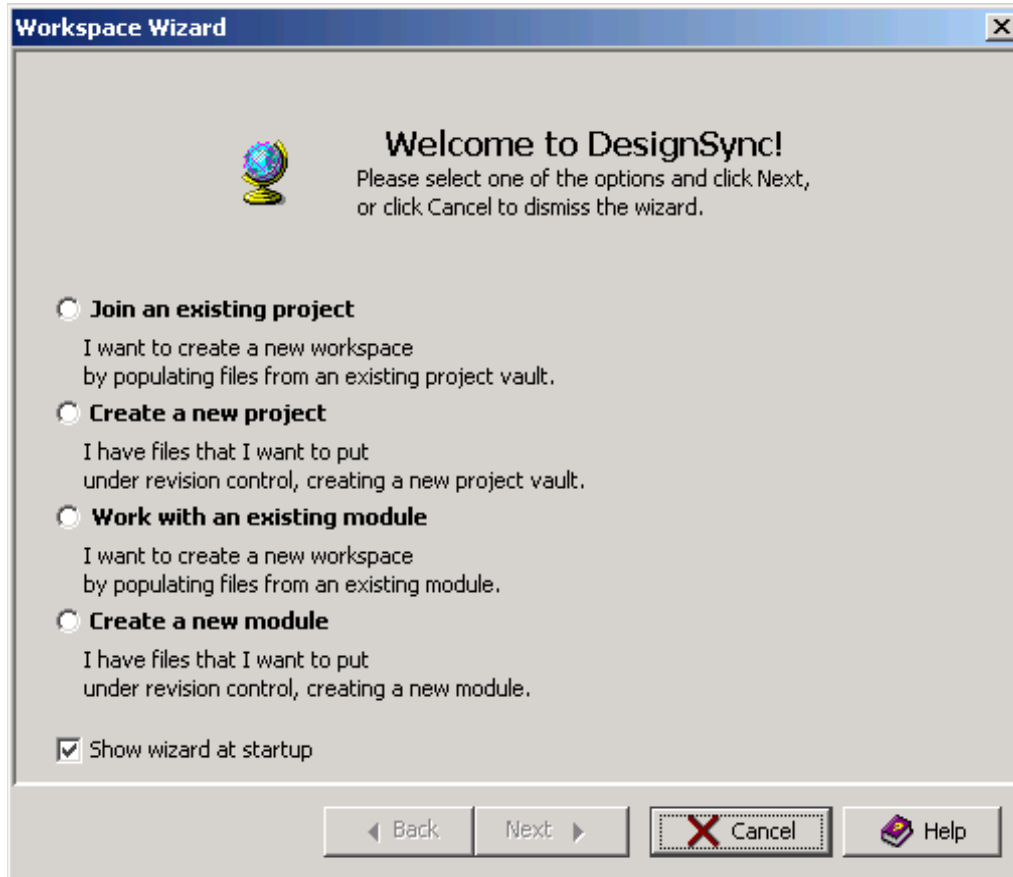 Workspace Wizard
Welcome to DesignSync!
Please select one of the options and click Next,
or click Cancel to dismiss the wizard.
Join an existing project
I want to create a new workspace
by populating files from an existing project vault.
Create a new project
I have files that I want to put
under revision control, creating a new project vault.
Work with an existing module
I want to create a new workspace
by populating files from an existing module.
Create a new module
I have files that I want to put
under revision control, creating a new module.
Show wizard at startup
Back Next Cancel Help